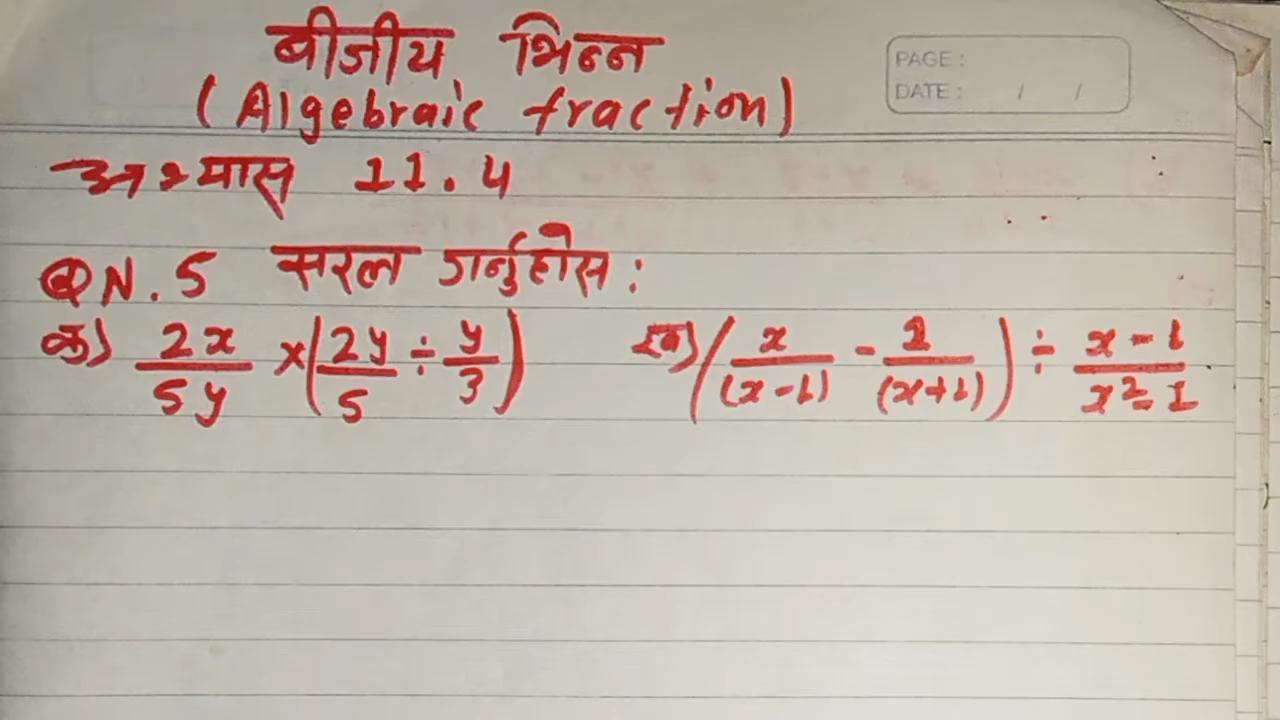 बीजीय भिन्न
PAGE :
(Algebraic fraction)
DATE : / /
अभ्यास 11.4
QN. 5 सरल गर्नुहोस :
क) 2x/5y × (2y/5 ÷ y/3) ख) (x/(x-1) - 1/(x+1)) ÷ x-1/x²-1